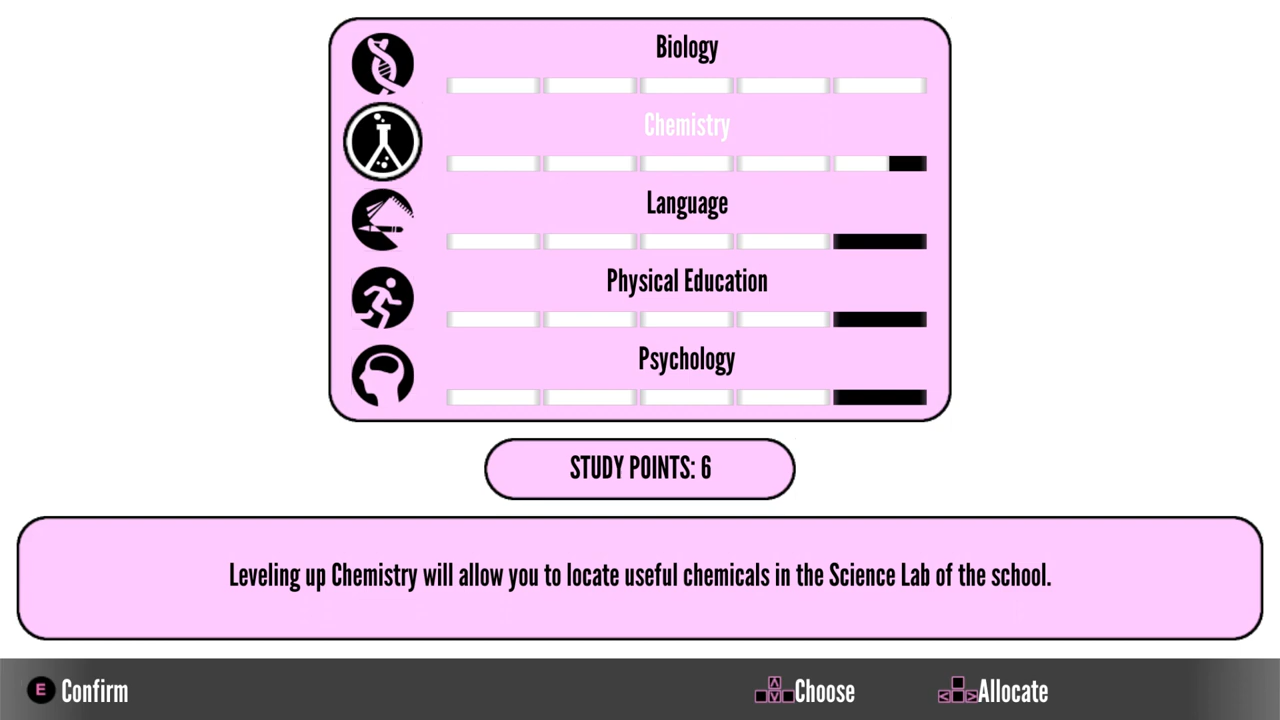 Biology
Chemistry
Language
Physical Education
Psychology
STUDY POINTS: 6
Leveling up Chemistry will allow you to locate useful chemicals in the Science Lab of the school.
E Confirm
Choose
Allocate